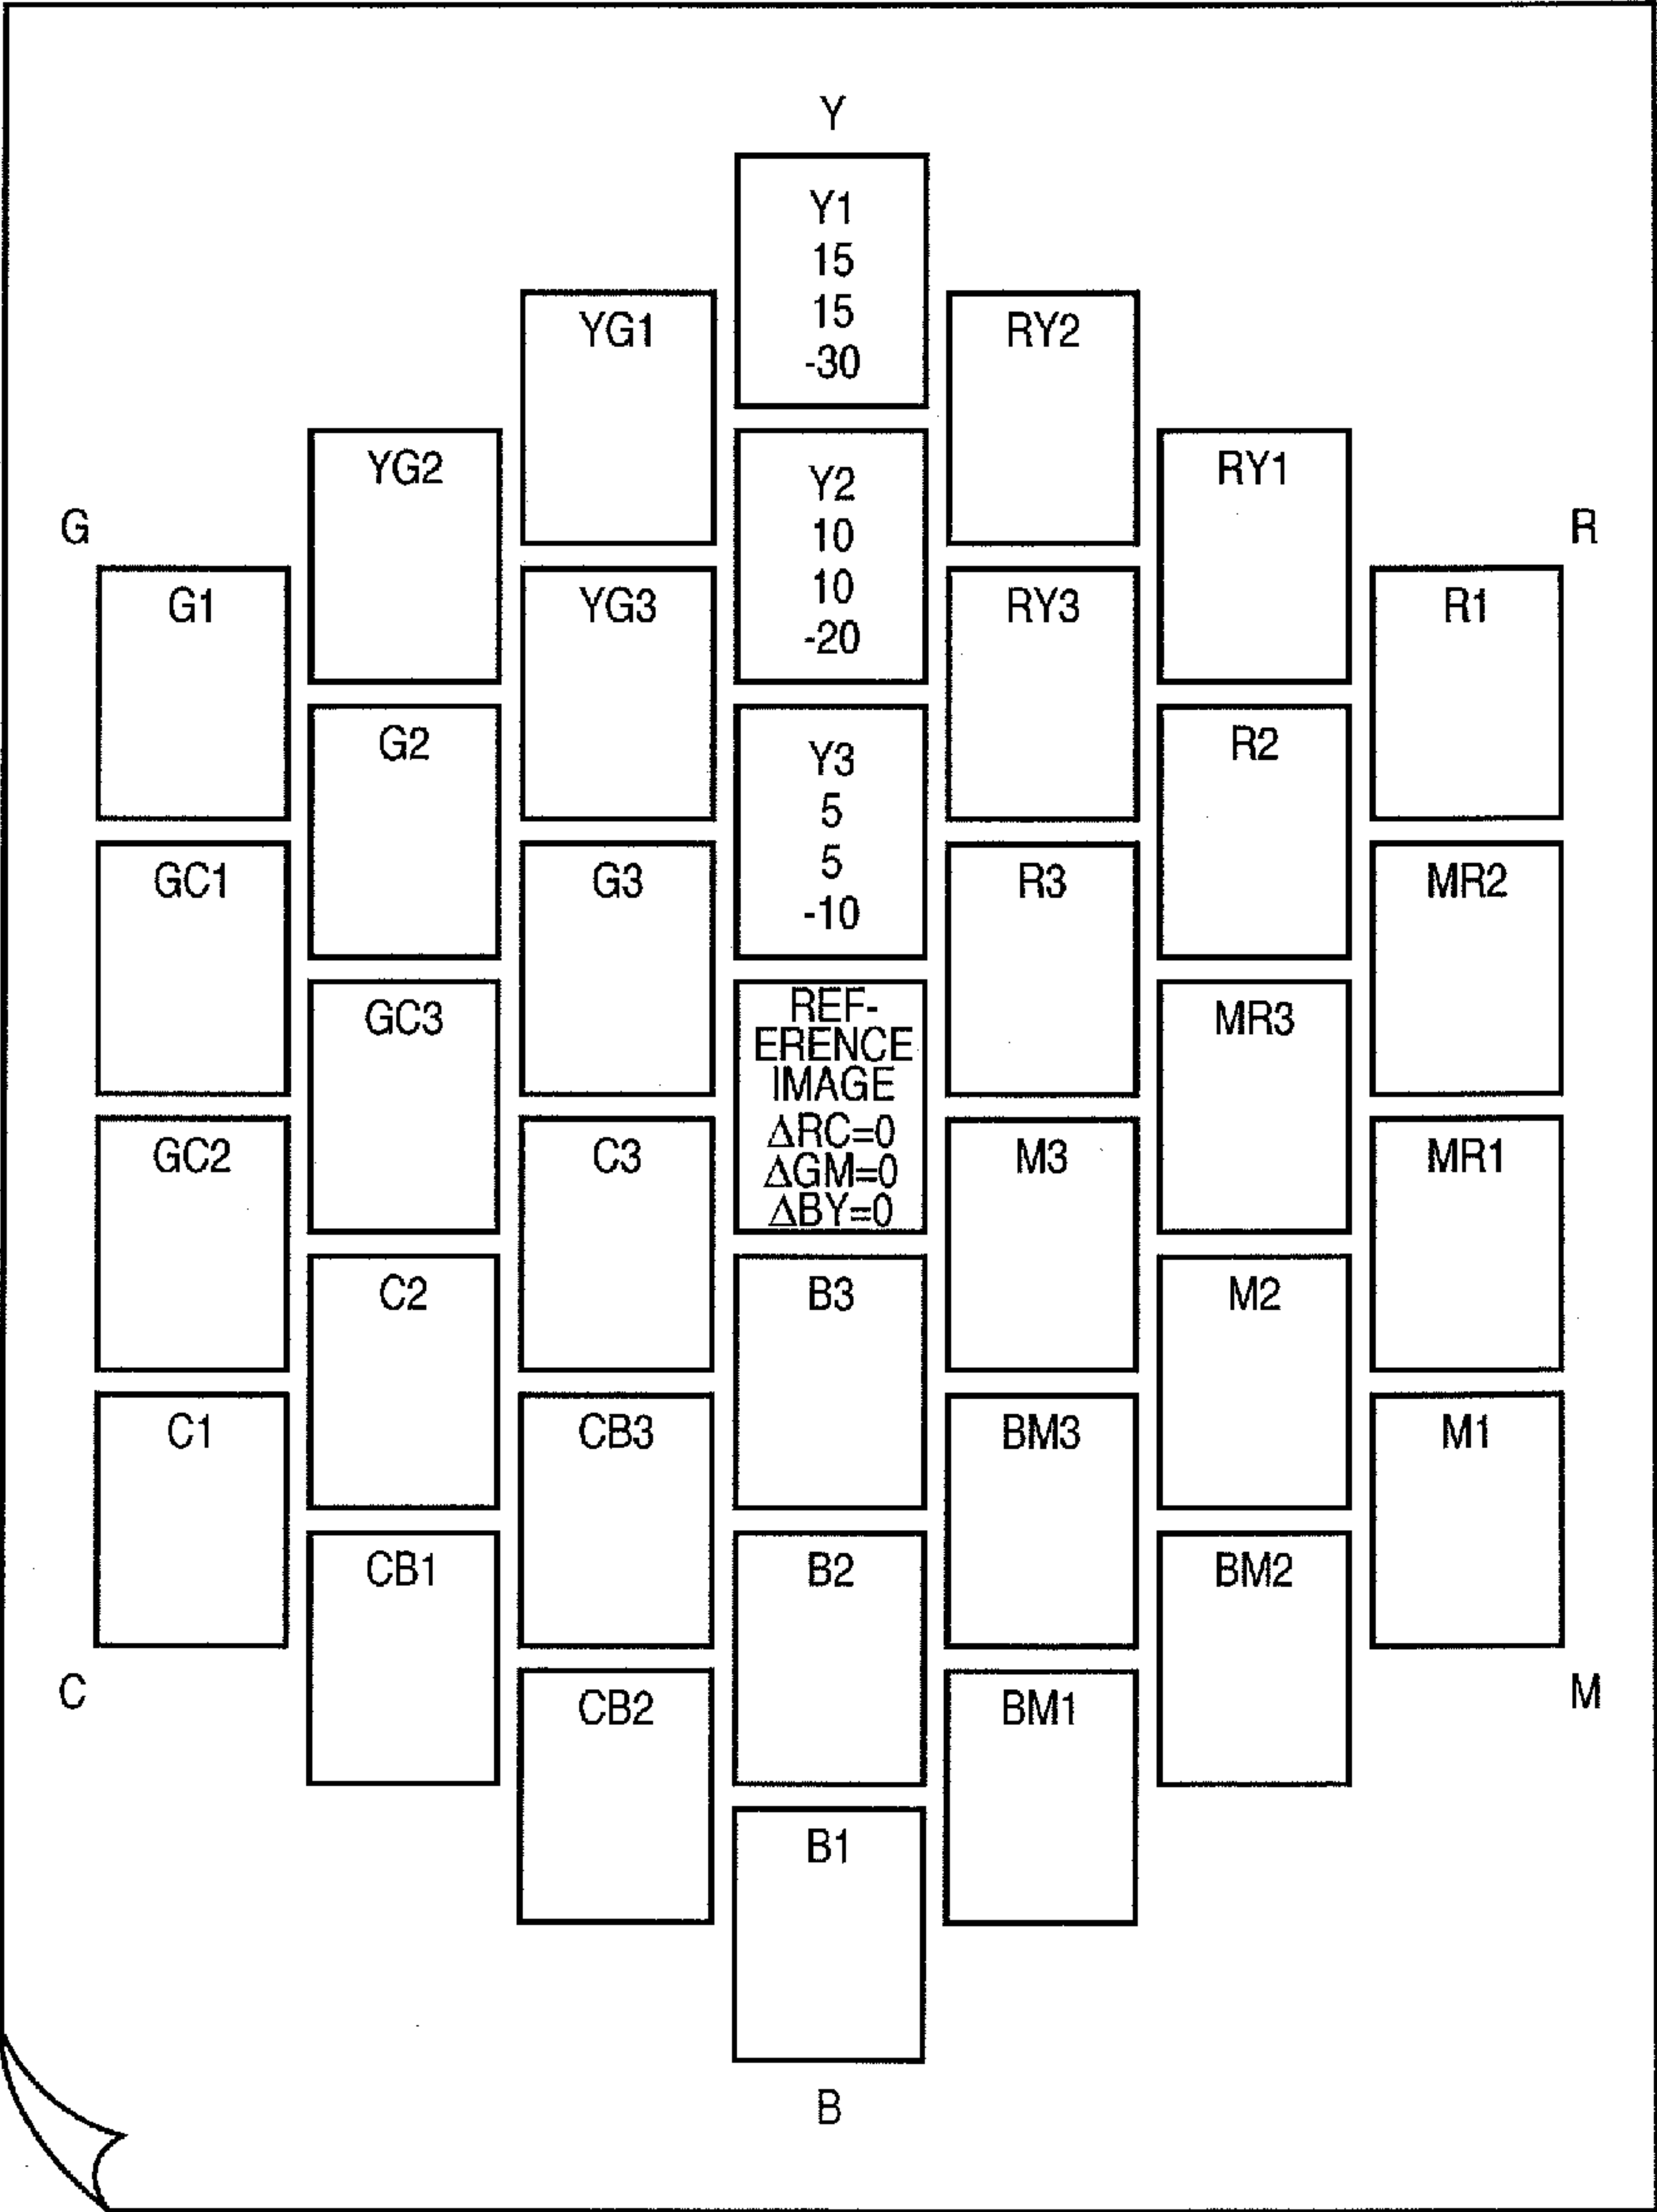 Y
Y1
15
15
-30
YG1
RY2
YG2
Y2
10
10
-20
RY1
G
R
G1
YG3
RY3
R1
G2
Y3
5
5
-10
R2
GC1
G3
R3
MR2
GC3
REF-
ERENCE
IMAGE
ΔRC=0
ΔGM=0
ΔBY=0
MR3
GC2
C3
M3
MR1
C2
B3
M2
C1
CB3
BM3
M1
CB1
B2
BM2
C
M
CB2
BM1
B1
B